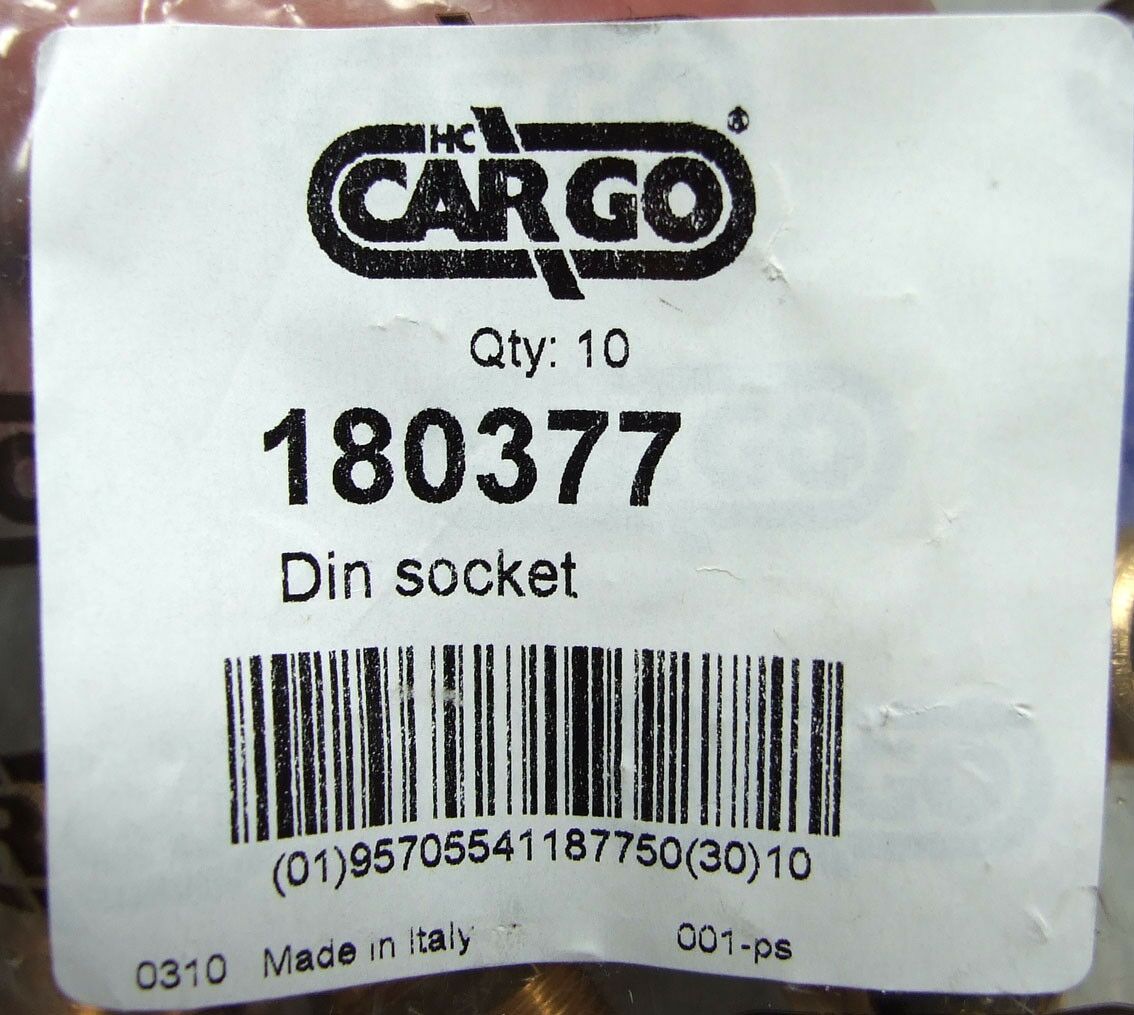 HC
CARGO®
Qty: 10
180377
Din socket
(01)95705541187750(30)10
0310 Made in Italy 001-ps